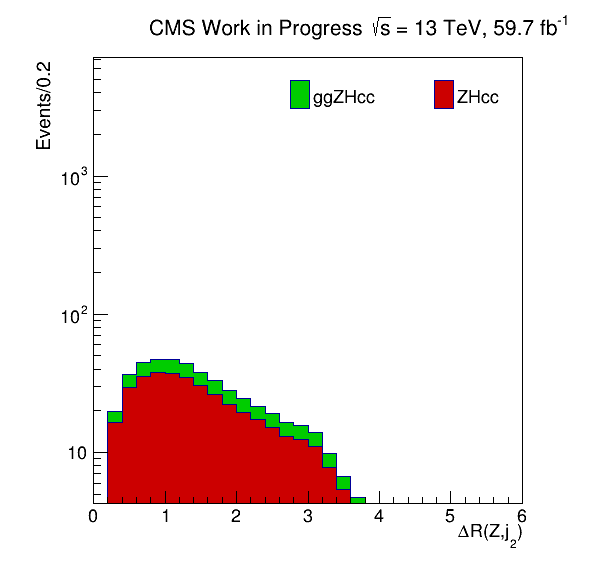 CMS Work in Progress √s = 13 TeV, 59.7 fb⁻¹
Events/0.2
ggZHcc ZHcc
10³
10²
10
0 1 2 3 4 5 6
ΔR(Z,j₂)